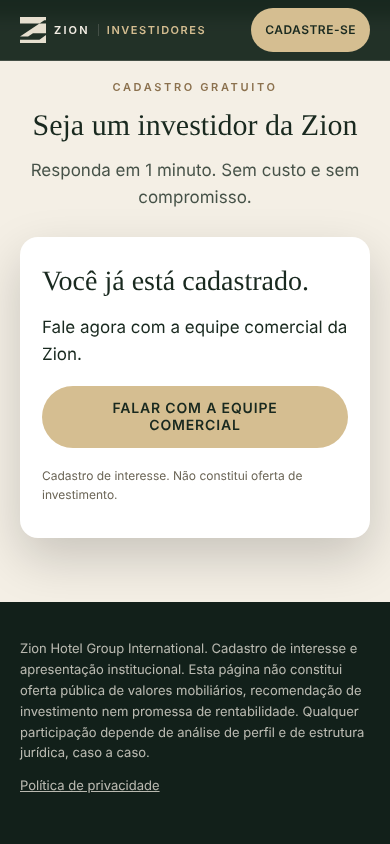 ZION | INVESTIDORES
CADASTRE-SE
CADASTRO GRATUITO
Seja um investidor da Zion
Responda em 1 minuto. Sem custo e sem
compromisso.
Você já está cadastrado.
Fale agora com a equipe comercial da
Zion.
FALAR COM A EQUIPE
COMERCIAL
Cadastro de interesse. Não constitui oferta de
investimento.
Zion Hotel Group International. Cadastro de interesse e
apresentação institucional. Esta página não constitui
oferta pública de valores mobiliários, recomendação de
investimento nem promessa de rentabilidade. Qualquer
participação depende de análise de perfil e de estrutura
jurídica, caso a caso.
Política de privacidade